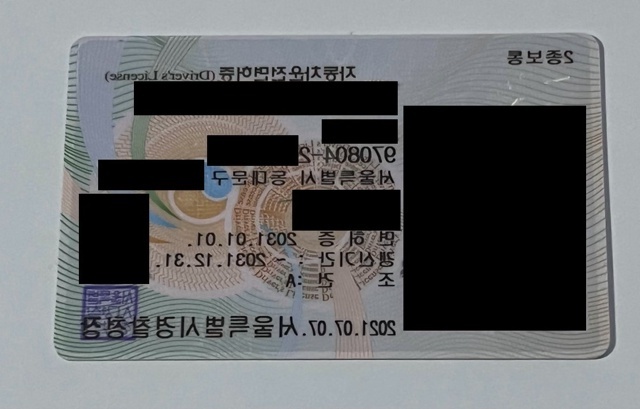 2종보통
자동차운전면허증 (Driver's License)
970804-2
서울특별시 동대문구
면 허 증 2031.01.01.
갱신기간 : ~ 2031.12.31.
조 건 :A
2021.07.07. 서울특별시경찰청장